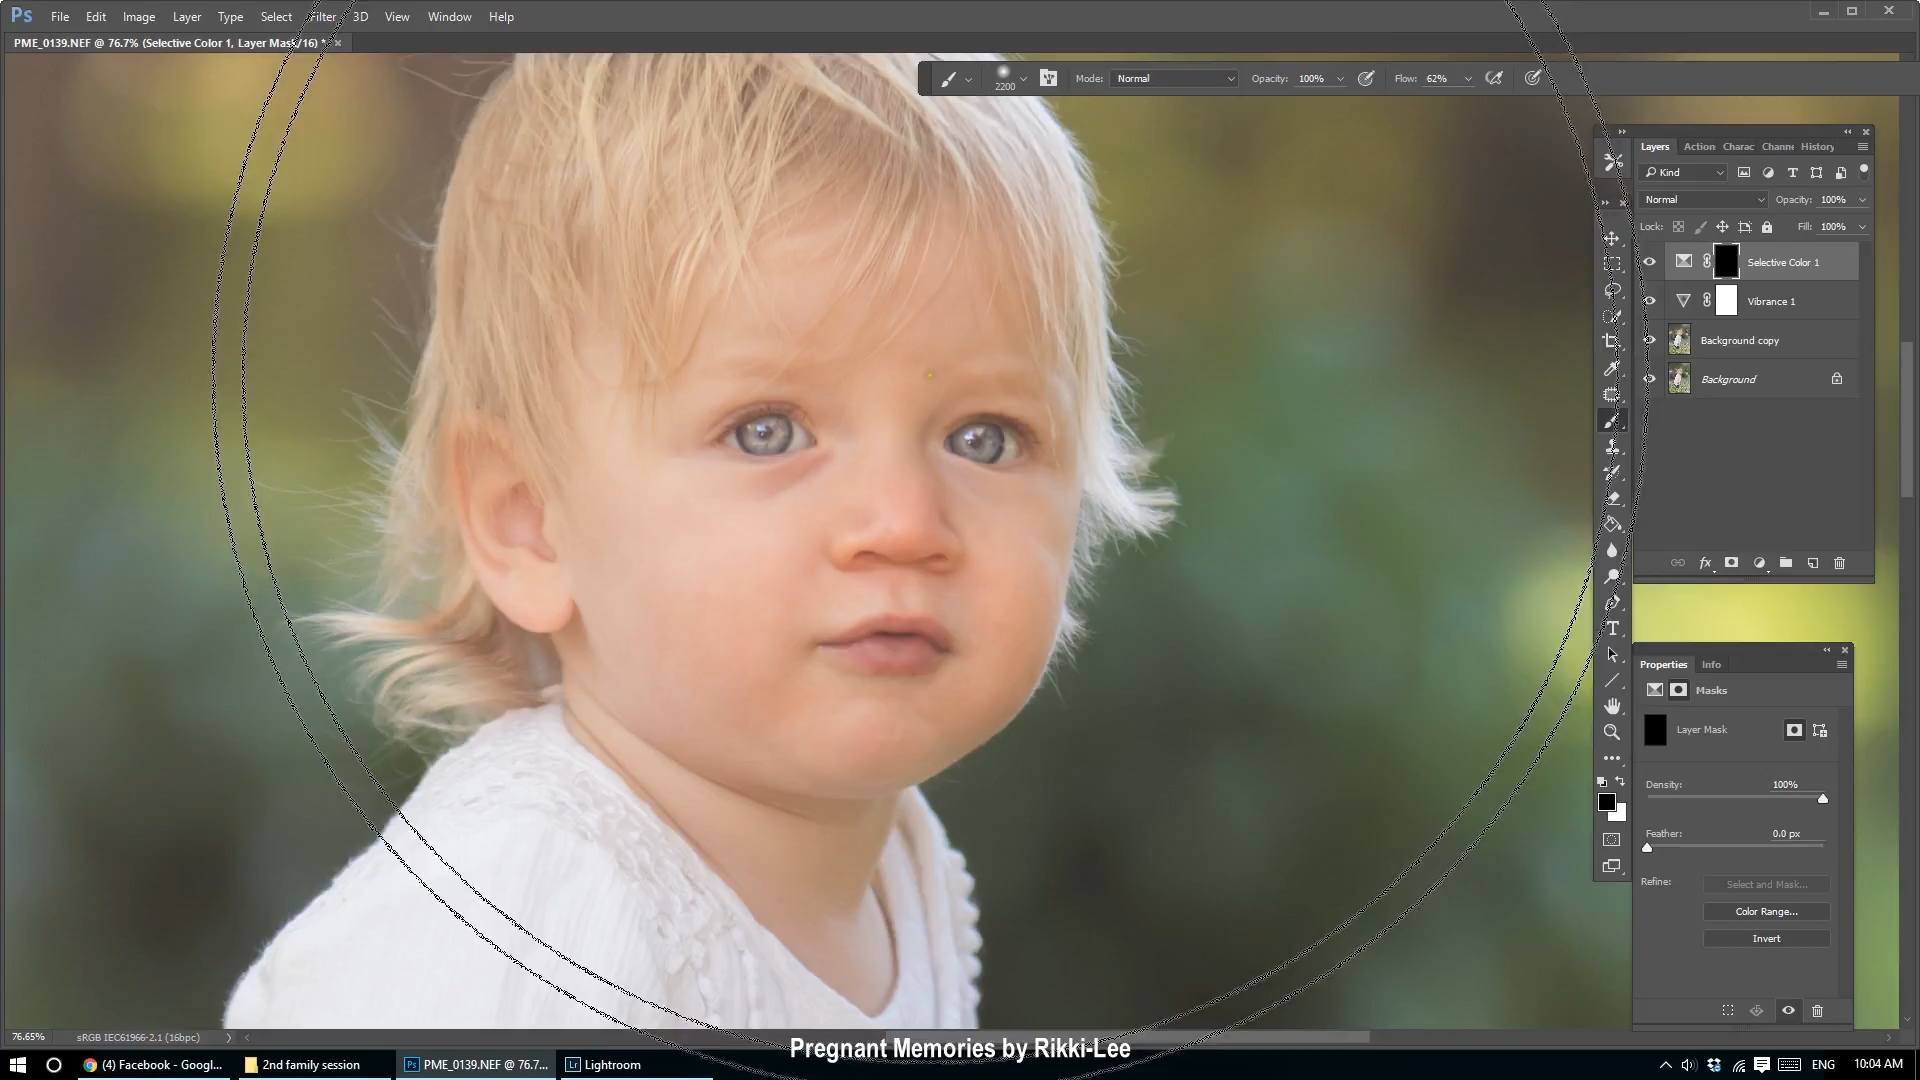 Ps File Edit Image Layer Type Select Filter 3D View Window Help
PME_0139.NEF @ 76.7% (Selective Color 1, Layer Mask/16) * ×
2200 Mode: Normal Opacity: 100% Flow: 62%
Layers Action Charac Channe History
Kind
Normal Opacity: 100%
Lock: Fill: 100%
Selective Color 1
Vibrance 1
Background copy
Background
Properties Info
Masks
Layer Mask
Density: 100%
Feather: 0.0 px
Refine: Select and Mask...
Color Range...
Invert
76.65% sRGB IEC61966-2.1 (16bpc)
Pregnant Memories by Rikki-Lee
(4) Facebook - Googl... 2nd family session Ps PME_0139.NEF @ 76.7... Lr Lightroom ENG 10:04 AM